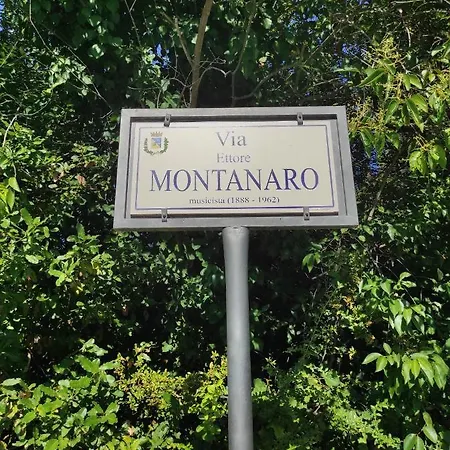 Via
Ettore
MONTANARO
musicista (1888 - 1962)